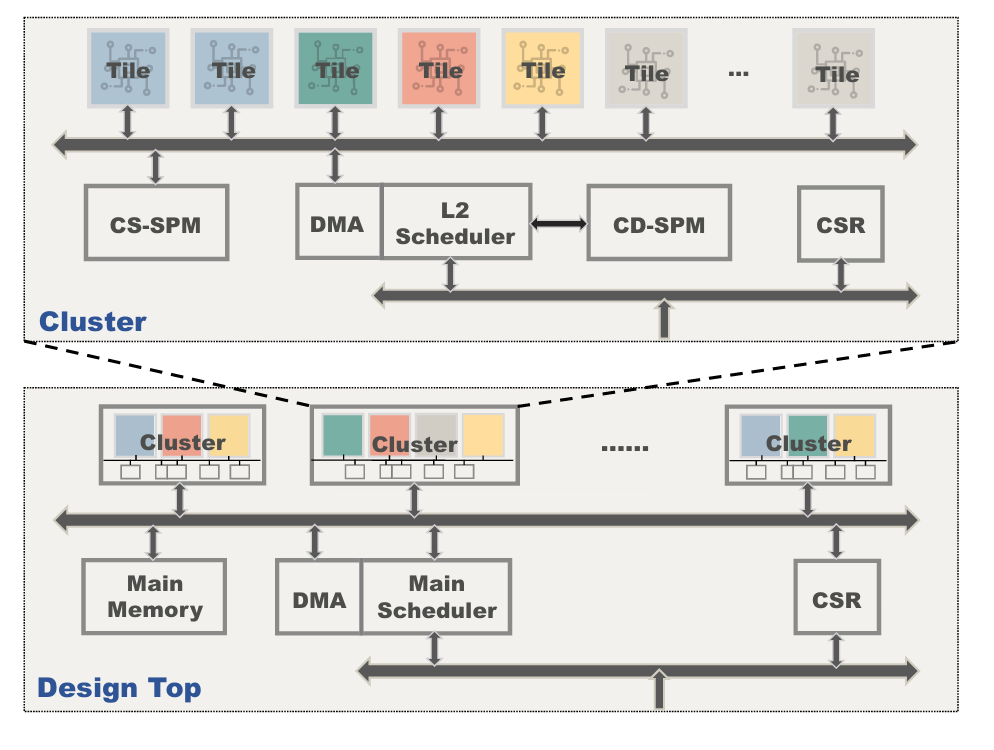 Tile Tile Tile Tile Tile Tile ... Tile
CS-SPM
DMA
L2
Scheduler
CD-SPM
CSR
Cluster
Cluster Cluster ...... Cluster
Main
Memory
DMA
Main
Scheduler
CSR
Design Top